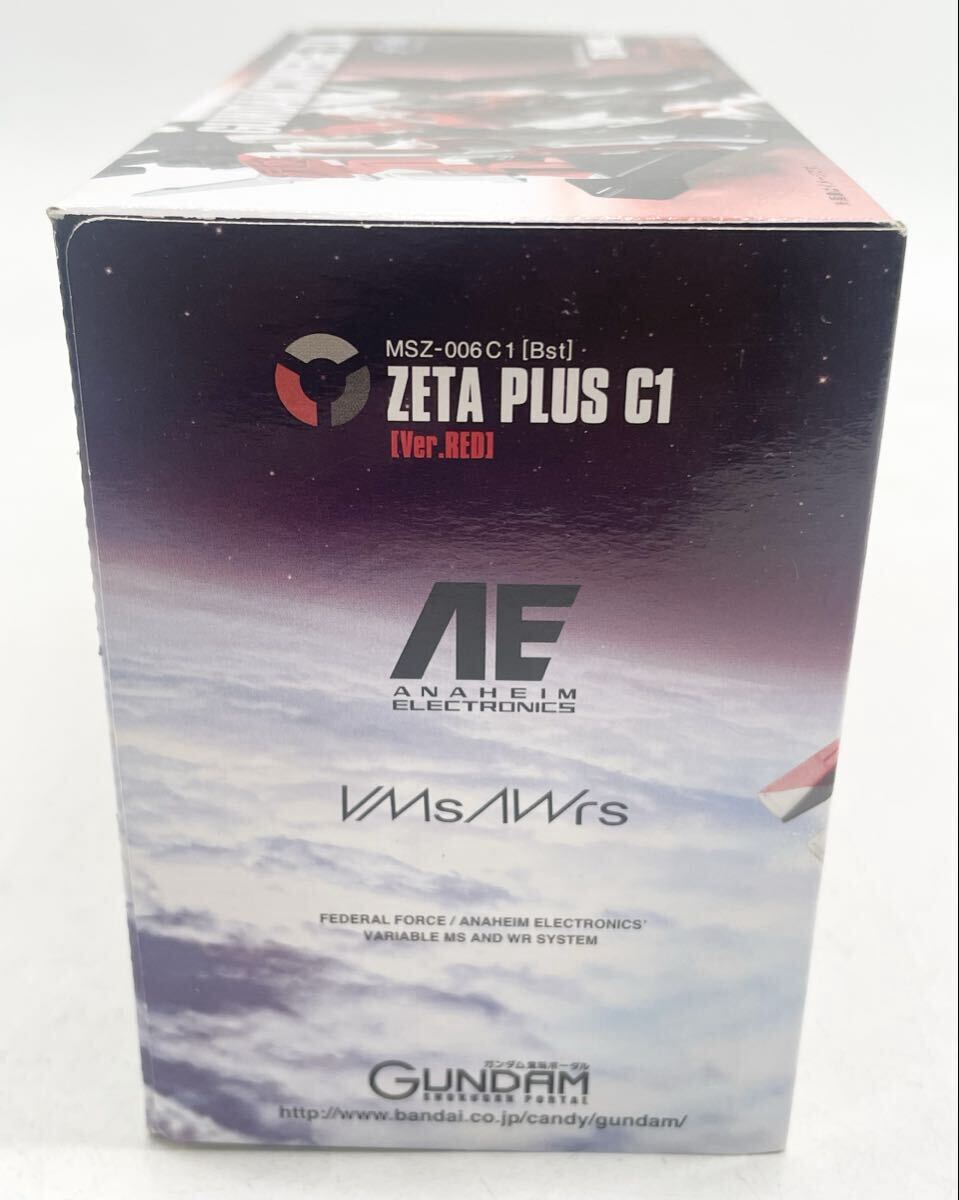 MSZ-006C1[Bst]
ZETA PLUS C1
[Ver.RED]
AE
ANAHEIM
ELECTRONICS
VMsAWrs
FEDERAL FORCE / ANAHEIM ELECTRONICS'
VARIABLE MS AND WR SYSTEM
ガンダム食玩ポータル
GUNDAM
SHOKUGAN PORTAL
http://www.bandai.co.jp/candy/gundam/